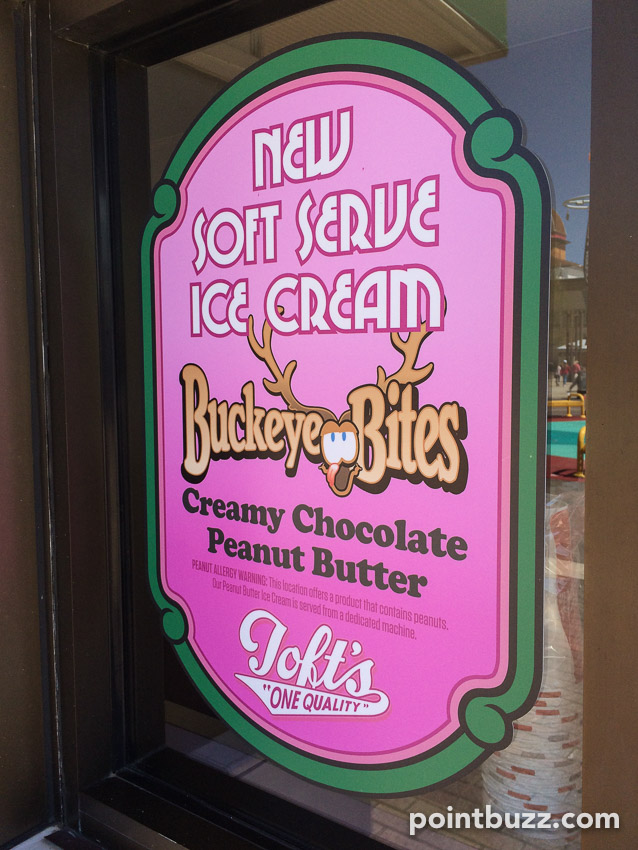 NEW
SOFT SERVE
ICE CREAM
Buckeye Bites
Creamy Chocolate
Peanut Butter
PEANUT ALLERGY WARNING: This location offers a product that contains peanuts.
Our Peanut Butter Ice Cream is served from a dedicated machine.
Toft's
"ONE QUALITY"
pointbuzz.com